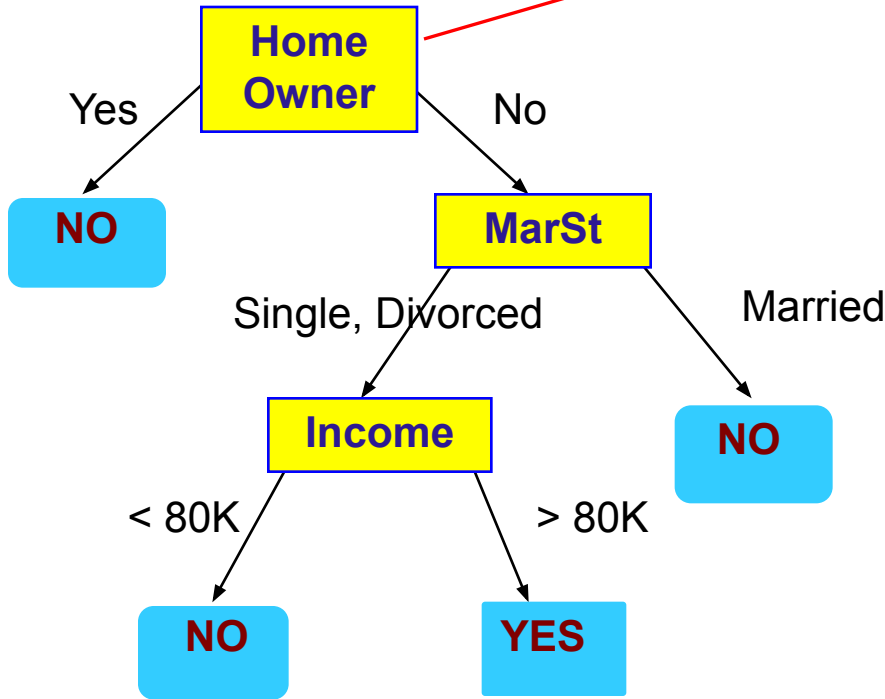 Home
Owner
Yes
No
NO
MarSt
Single, Divorced
Married
Income
NO
< 80K
> 80K
NO
YES